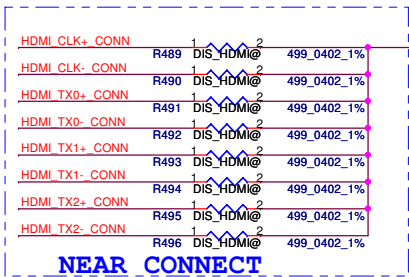 HDMI_CLK+_CONN 1 2
R489 DIS_HDMI@ 499_0402_1%
HDMI_CLK-_CONN 1 2
R490 DIS_HDMI@ 499_0402_1%
HDMI_TX0+_CONN 1 2
R491 DIS_HDMI@ 499_0402_1%
HDMI_TX0-_CONN 1 2
R492 DIS_HDMI@ 499_0402_1%
HDMI_TX1+_CONN 1 2
R493 DIS_HDMI@ 499_0402_1%
HDMI_TX1-_CONN 1 2
R494 DIS_HDMI@ 499_0402_1%
HDMI_TX2+_CONN 1 2
R495 DIS_HDMI@ 499_0402_1%
HDMI_TX2-_CONN 1 2
R496 DIS_HDMI@ 499_0402_1%
NEAR CONNECT